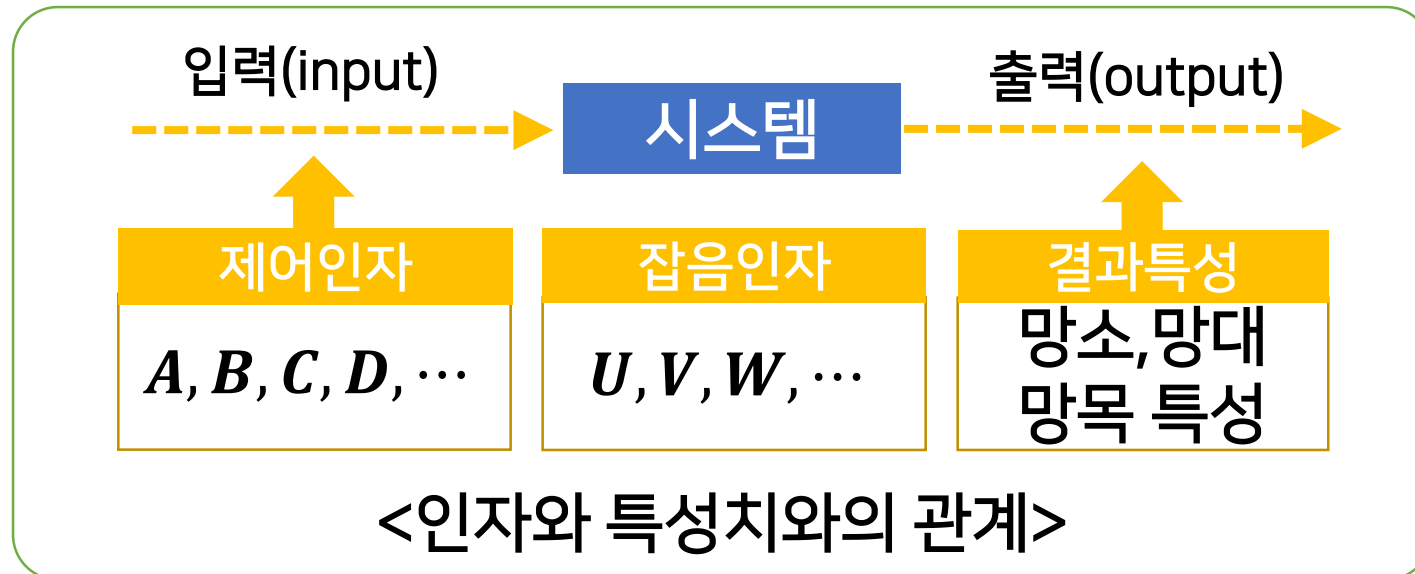 입력(input)
시스템
출력(output)
제어인자
잡음인자
결과특성
A, B, C, D, ⋯
U, V, W, ⋯
망소,망대
망목 특성
<인자와 특성치와의 관계>